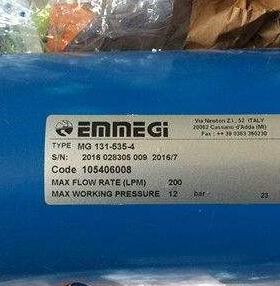 EMMEGI
Via Newton Z.I., 52 ITALY
20062 Cassano d'Adda (MI)
Fax : ++ 39 0363 360230
TYPE MG 131-535-4
S/N: 2016 028305 009 2016/7
Code 105406008
MAX FLOW RATE (LPM) 200
MAX WORKING PRESSURE 12 bar 23